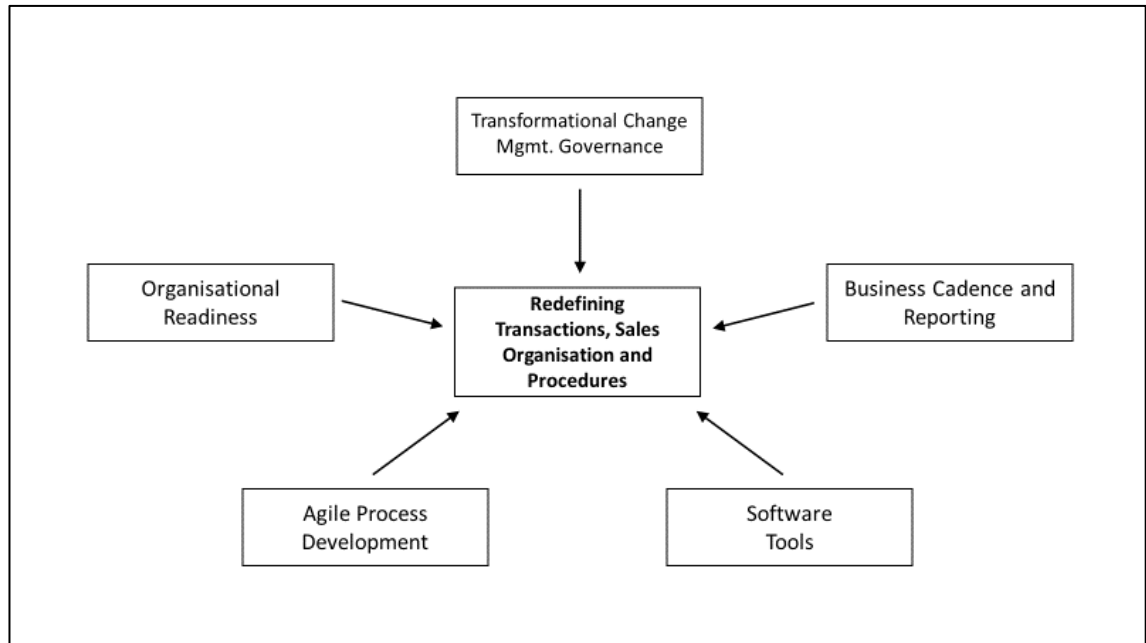 Transformational Change
Mgmt. Governance
Organisational
Readiness
Business Cadence and
Reporting
Redefining
Transactions, Sales
Organisation and
Procedures
Agile Process
Development
Software
Tools